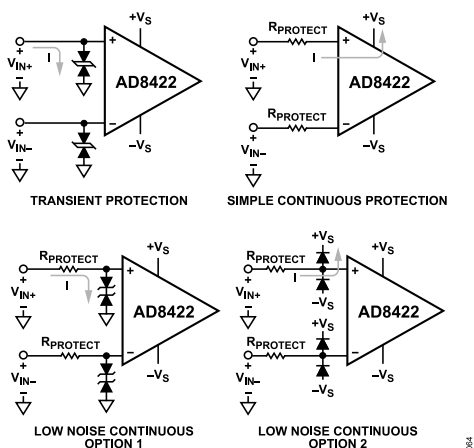 +VS
+
VIN+
–
I
+
AD8422
+
VIN–
–
–
–VS
TRANSIENT PROTECTION
RPROTECT
+VS
+
VIN+
–
I
+
AD8422
RPROTECT
+
VIN–
–
–
–VS
SIMPLE CONTINUOUS PROTECTION
RPROTECT
+VS
+
VIN+
–
I
+
AD8422
RPROTECT
+
VIN–
–
–
–VS
LOW NOISE CONTINUOUS
OPTION 1
+VS
RPROTECT
+VS
+
VIN+
–
I
+
–VS
AD8422
+VS
RPROTECT
+
VIN–
–
–
–VS
–VS
LOW NOISE CONTINUOUS
OPTION 2